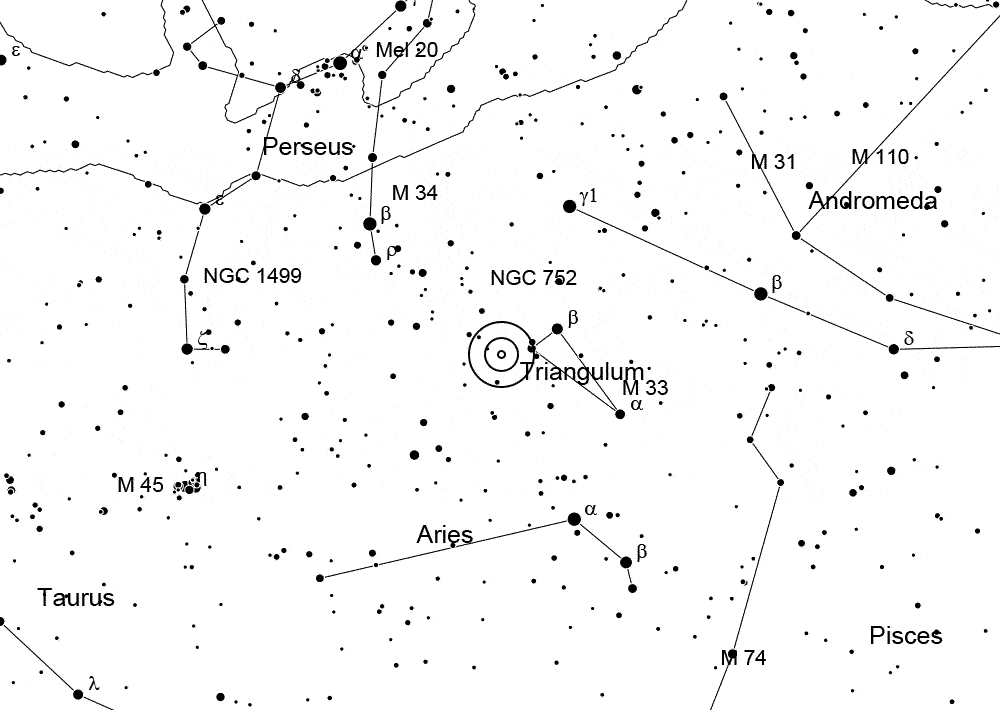 ε
α
Mel 20
δ
Perseus
M 31
M 110
ε
M 34
γ1
Andromeda
β
ρ
NGC 1499
NGC 752
β
β
ζ
δ
Triangulum
M 33
α
M 45
η
α
Aries
β
Taurus
Pisces
M 74
λ